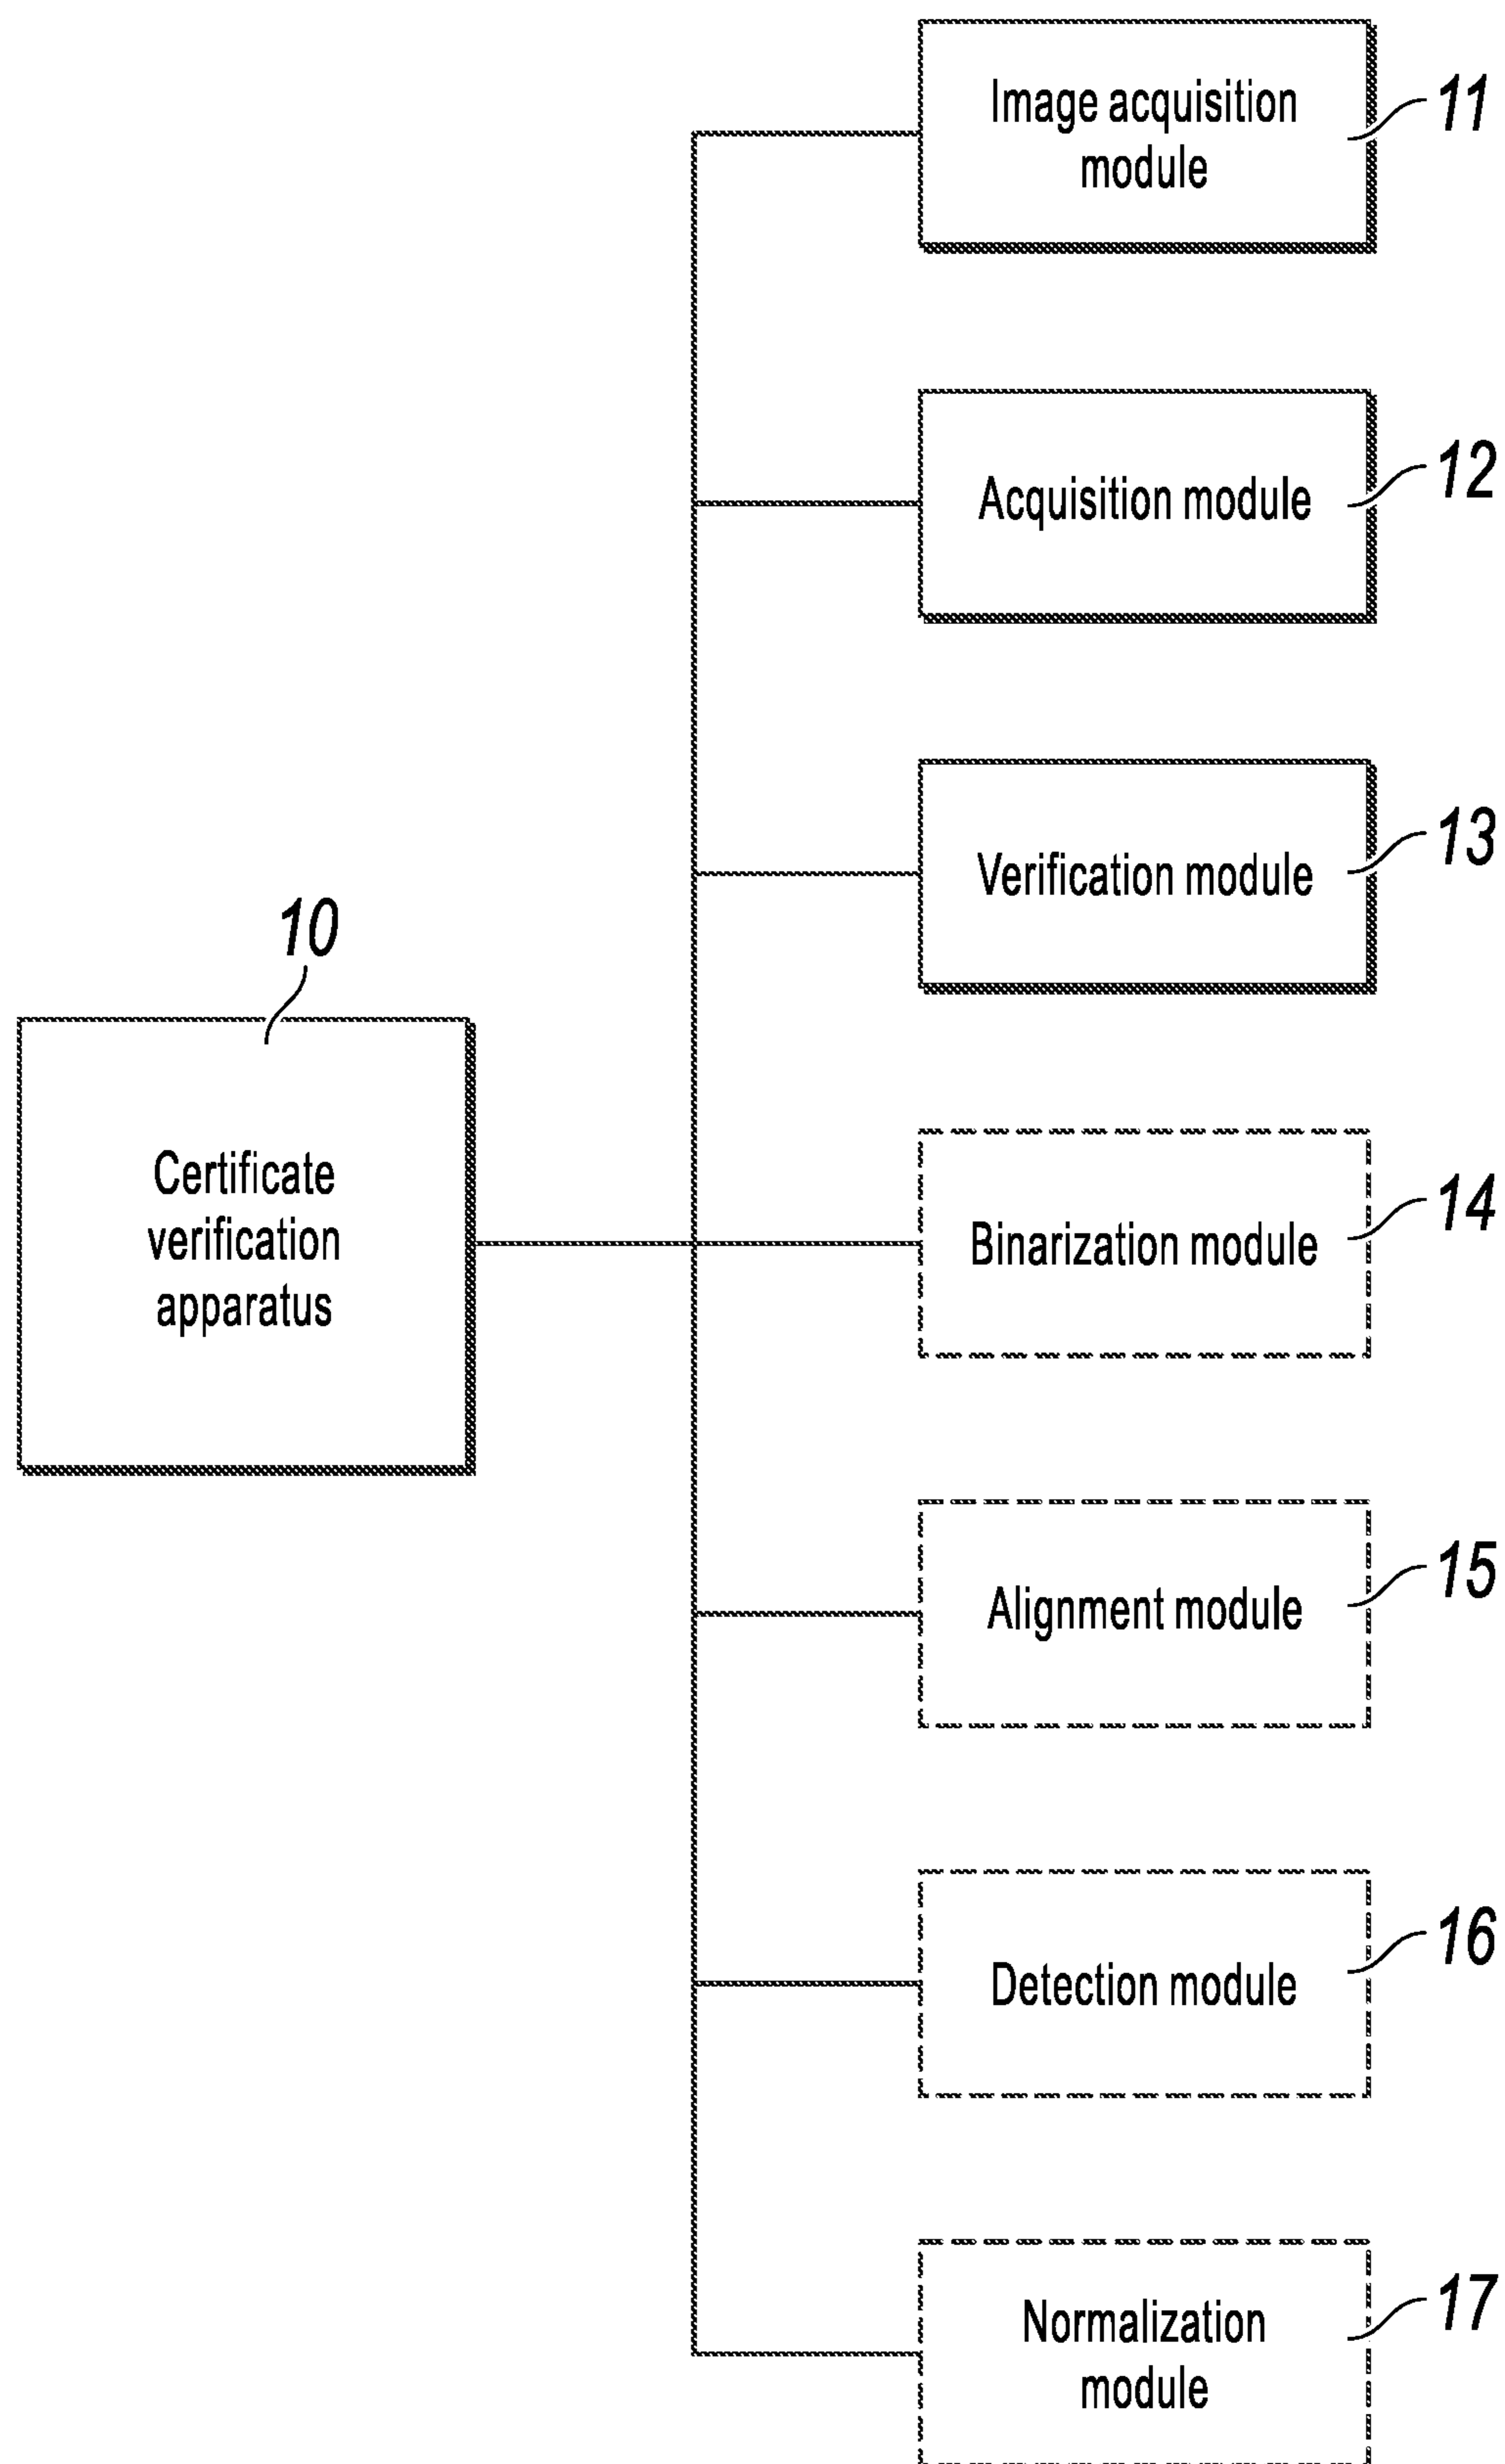 Image acquisition
module
11
Acquisition module
12
Verification module
13
10
Certificate
verification
apparatus
Binarization module
14
Alignment module
15
Detection module
16
Normalization
module
17